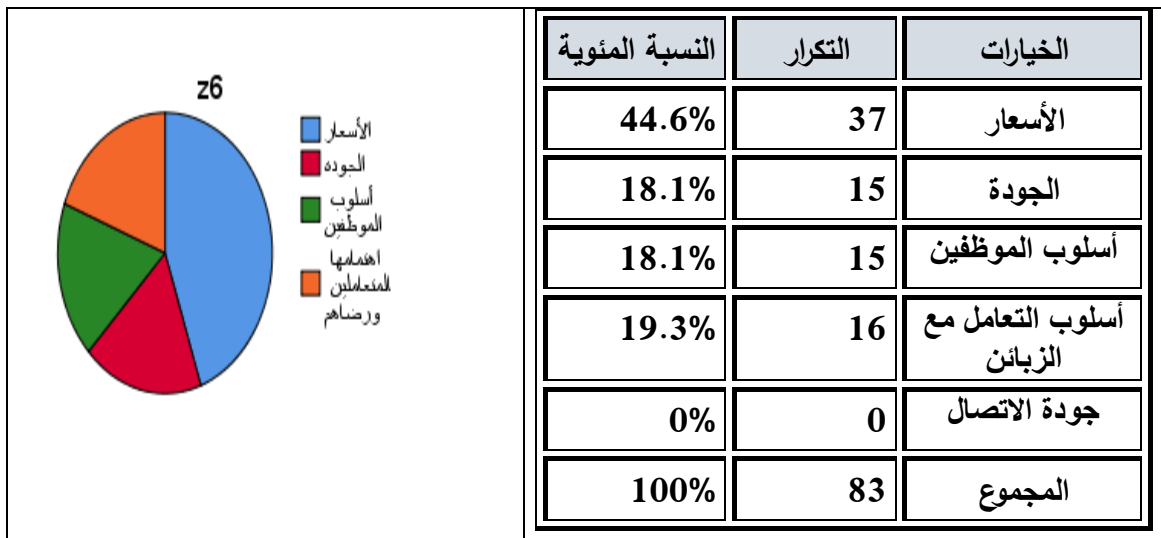 الخيارات التكرار النسبة المئوية
الأسعار 37 44.6%
الجودة 15 18.1%
أسلوب الموظفين 15 18.1%
أسلوب التعامل مع الزبائن 16 19.3%
جودة الاتصال 0 0%
المجموع 83 100%
z6
الأسعار
الجوده
أسلوب
الموظفين
اهتمامها
المتعاملين
ورضاهم